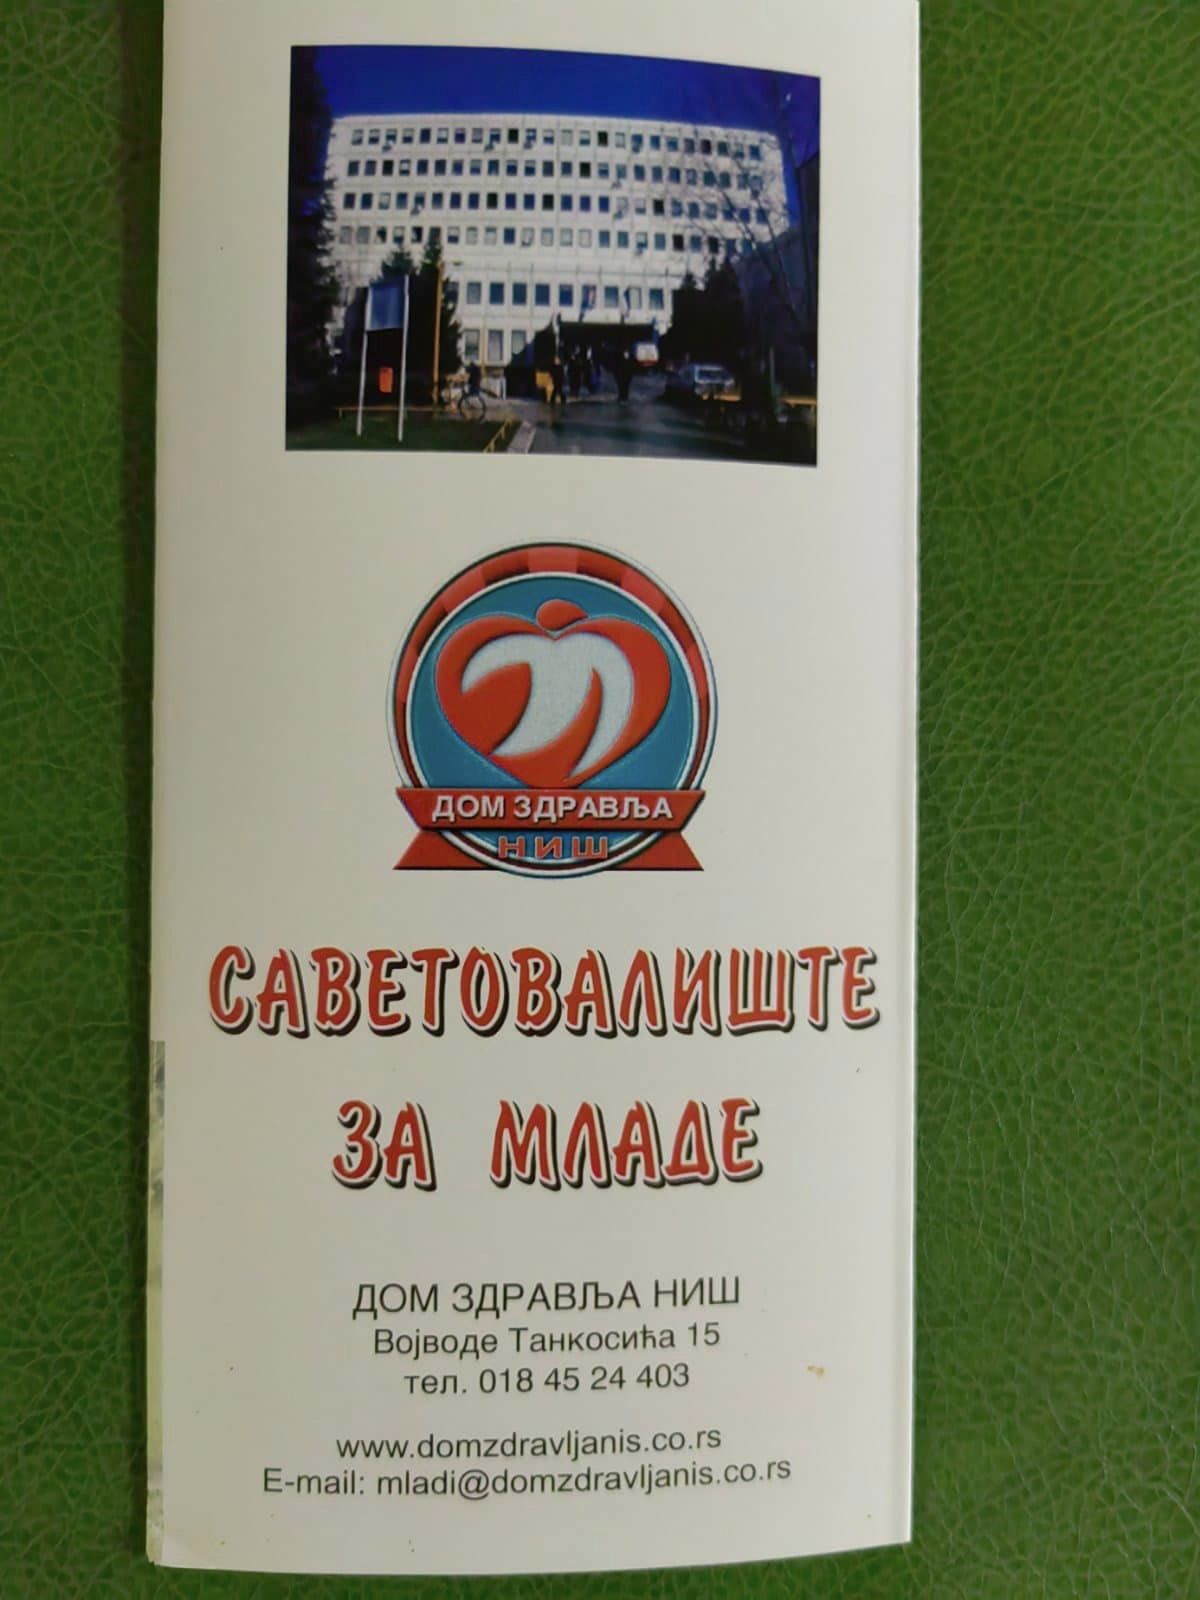 ДОМ ЗДРАВЉА
НИШ
САВЕТОВАЛИШТЕ
ЗА МЛАДЕ
ДОМ ЗДРАВЉА НИШ
Војводе Танкосића 15
тел. 018 45 24 403
www.domzdravljanis.co.rs
E-mail: mladi@domzdravljanis.co.rs